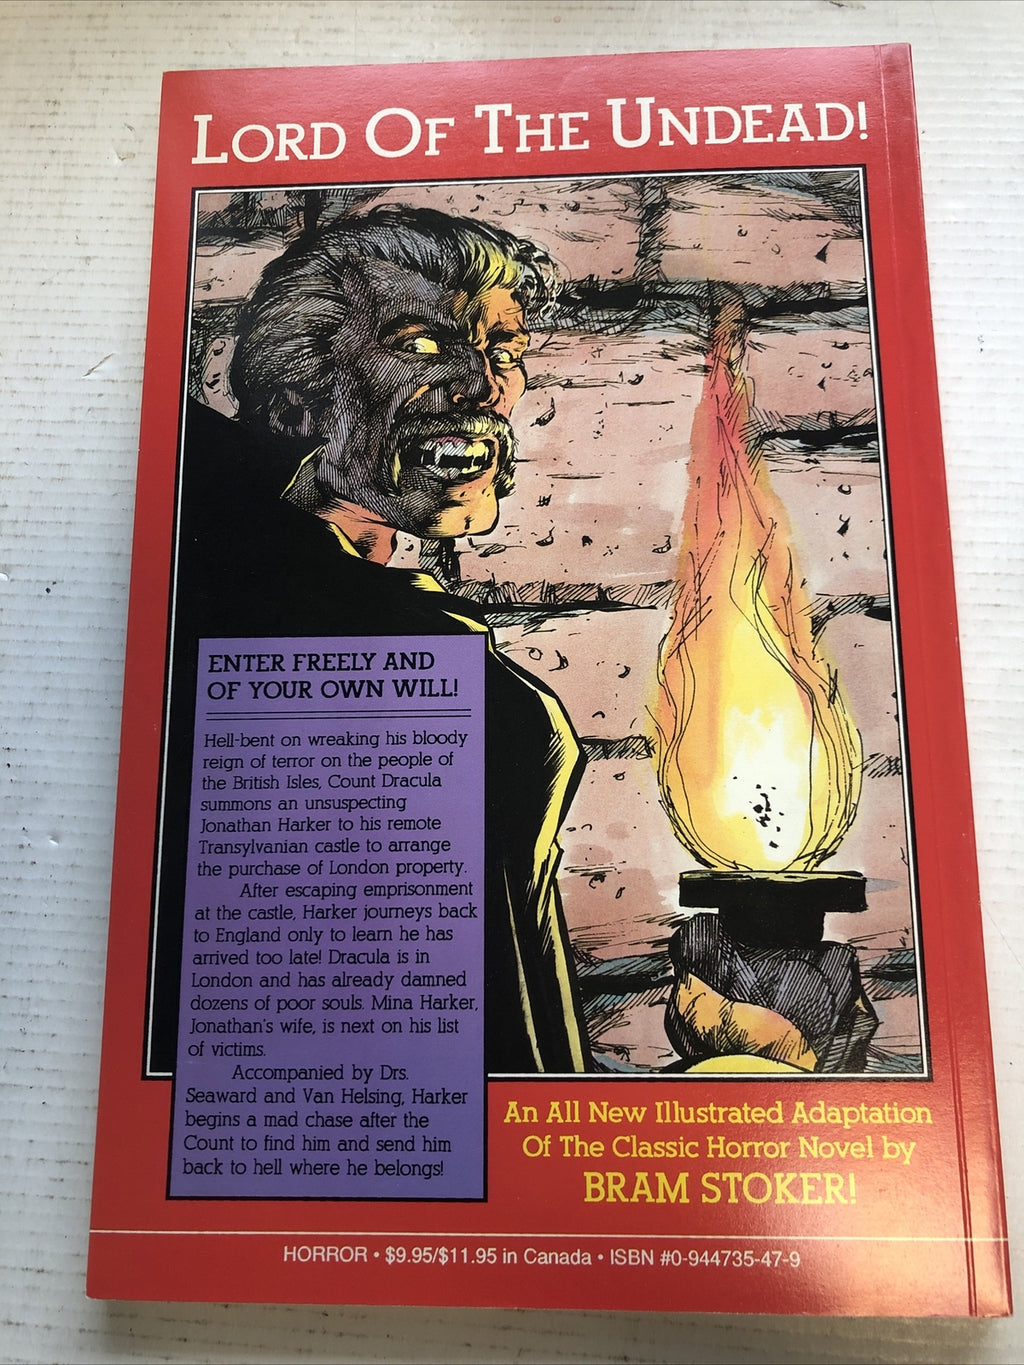 LORD OF THE UNDEAD!
ENTER FREELY AND
OF YOUR OWN WILL!
Hell-bent on wreaking his bloody
reign of terror on the people of
the British Isles, Count Dracula
summons an unsuspecting
Jonathan Harker to his remote
Transylvanian castle to arrange
the purchase of London property.
After escaping emprisonment
at the castle, Harker journeys back
to England only to learn he has
arrived too late! Dracula is in
London and has already damned
dozens of poor souls. Mina Harker,
Jonathan's wife, is next on his list
of victims.
Accompanied by Drs.
Seaward and Van Helsing, Harker
begins a mad chase after the
Count to find him and send him
back to hell where he belongs!
An All New Illustrated Adaptation
Of The Classic Horror Novel by
BRAM STOKER!
HORROR • $9.95/$11.95 in Canada • ISBN #0-944735-47-9